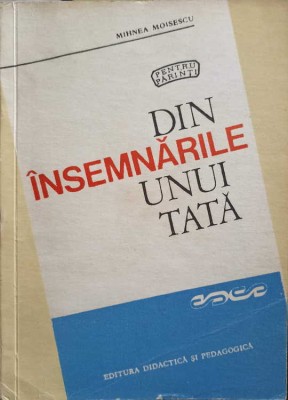 MIHNEA MOISESCU
PENTRU
PĂRINȚI
DIN
ÎNSEMNĂRILE
UNUI
TATĂ
EDITURA DIDACTICĂ ȘI PEDAGOGICĂ